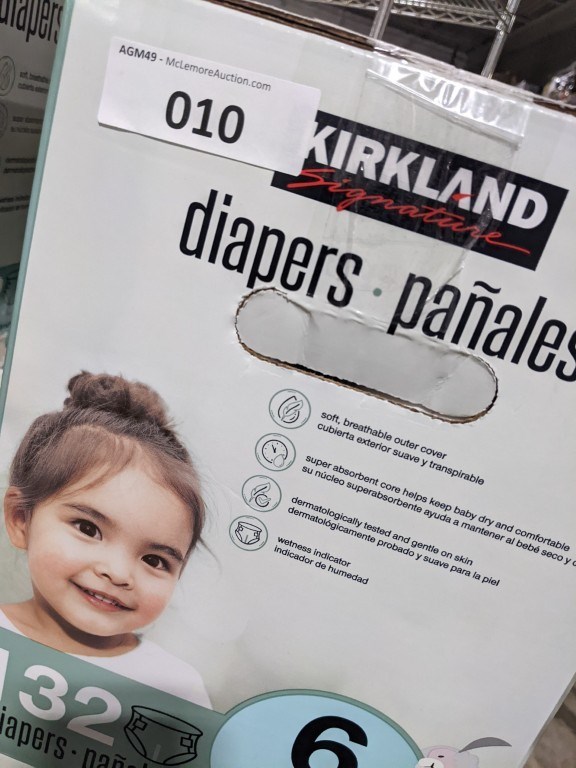 AGM49 - McLemoreAuction.com
010
KIRKLAND
Signature
diapers · pañales
soft, breathable outer cover
cubierta exterior suave y transpirable
super absorbent core helps keep baby dry and comfortable
su núcleo superabsorbente ayuda a mantener al bebé seco y
dermatologically tested and gentle on skin
dermatológicamente probado y suave para la piel
wetness indicator
indicador de humedad
132
diapers ·
6